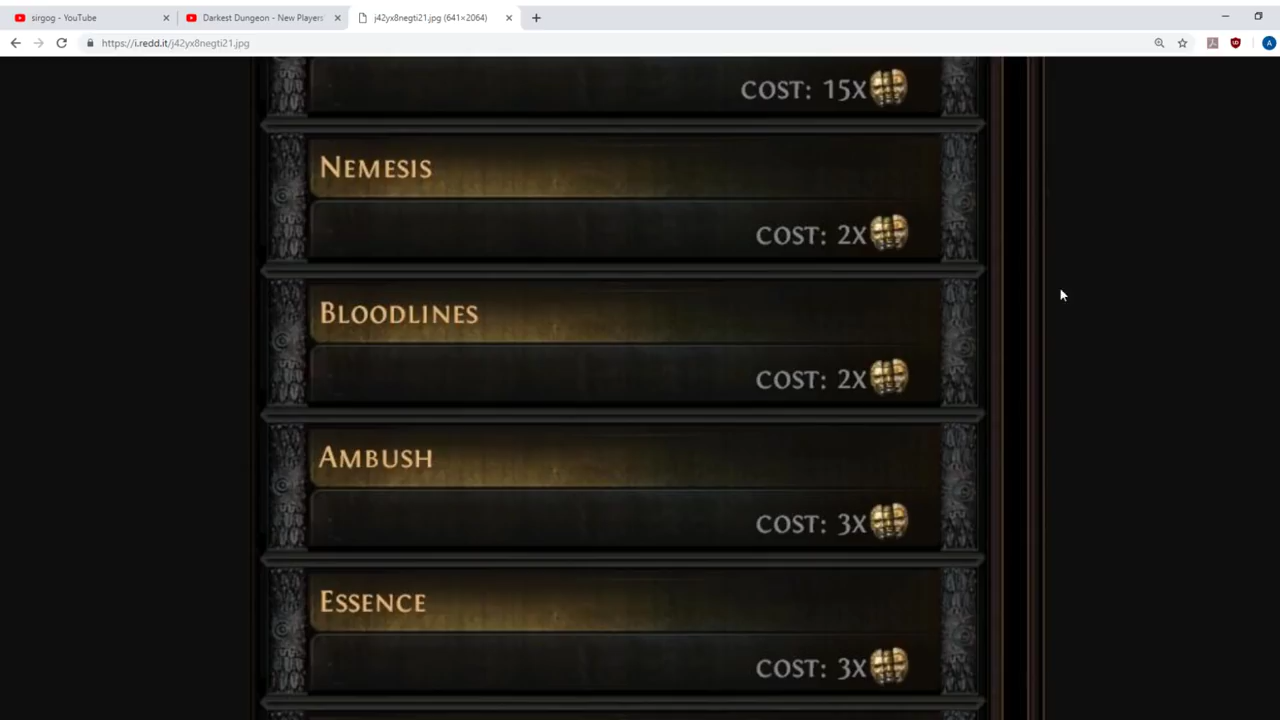 sirgog - YouTube
Darkest Dungeon - New Players
j42yx8negti21.jpg (641×2064)
https://i.redd.it/j42yx8negti21.jpg
A
COST: 15X
NEMESIS
COST: 2X
BLOODLINES
COST: 2X
AMBUSH
COST: 3X
ESSENCE
COST: 3X